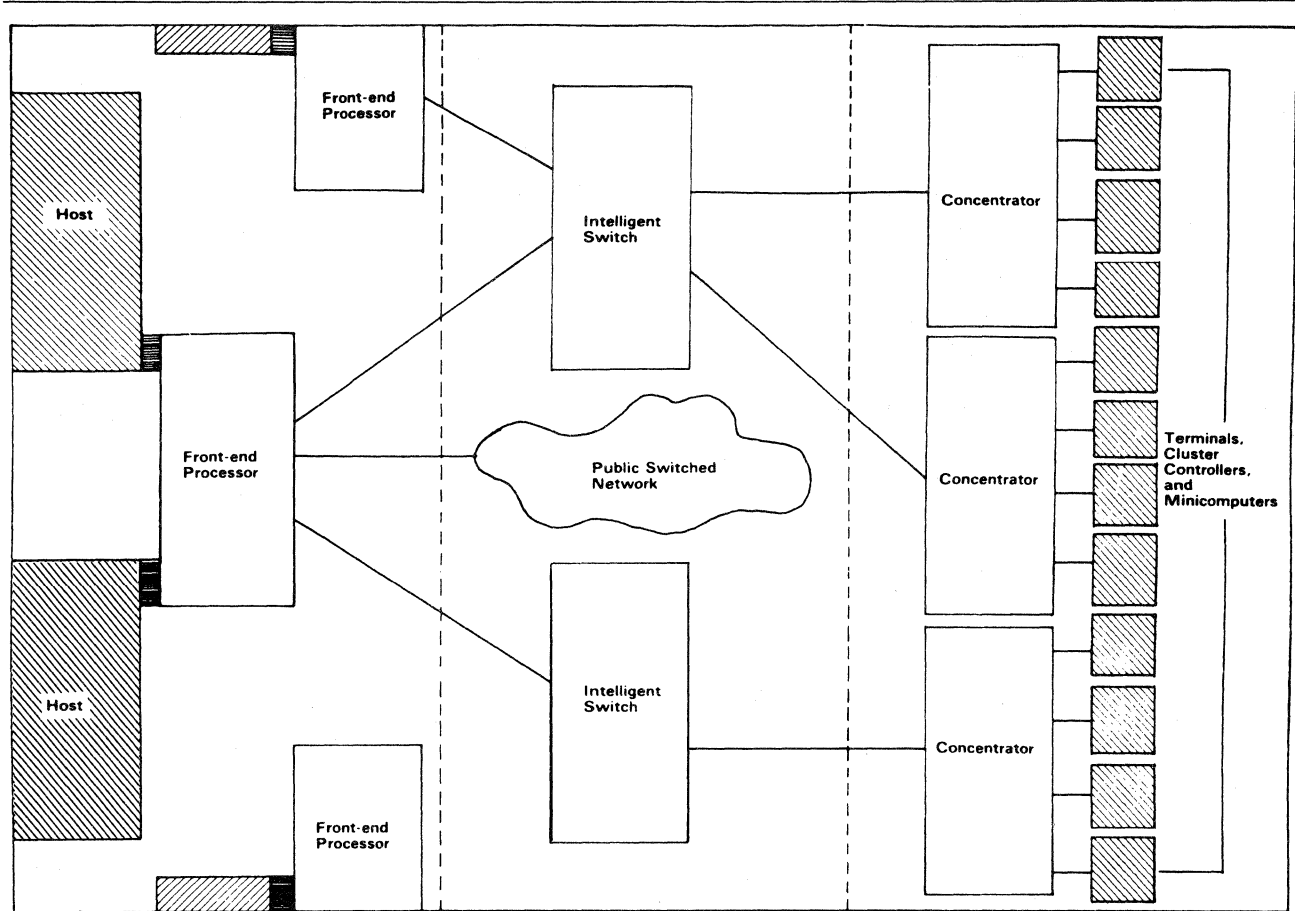 Front-end
Processor
Host
Intelligent
Switch
Concentrator
Front-end
Processor
Public Switched
Network
Concentrator
Terminals,
Cluster
Controllers,
and
Minicomputers
Host
Intelligent
Switch
Concentrator
Front-end
Processor